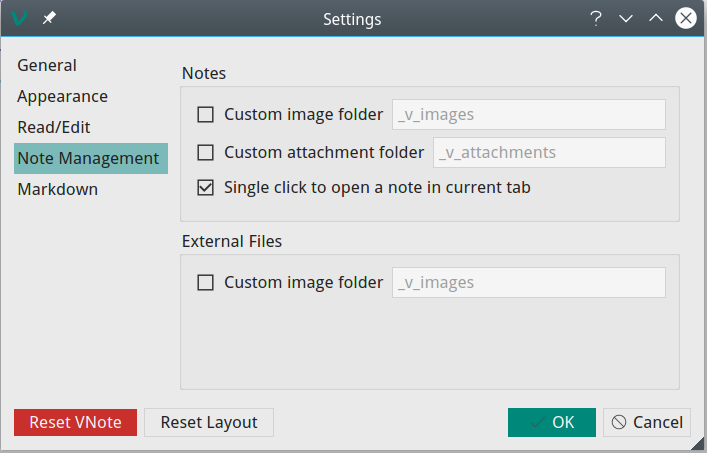 Settings
General
Appearance
Read/Edit
Note Management
Markdown
Notes
Custom image folder _v_images
Custom attachment folder _v_attachments
Single click to open a note in current tab
External Files
Custom image folder _v_images
Reset VNote Reset Layout OK Cancel